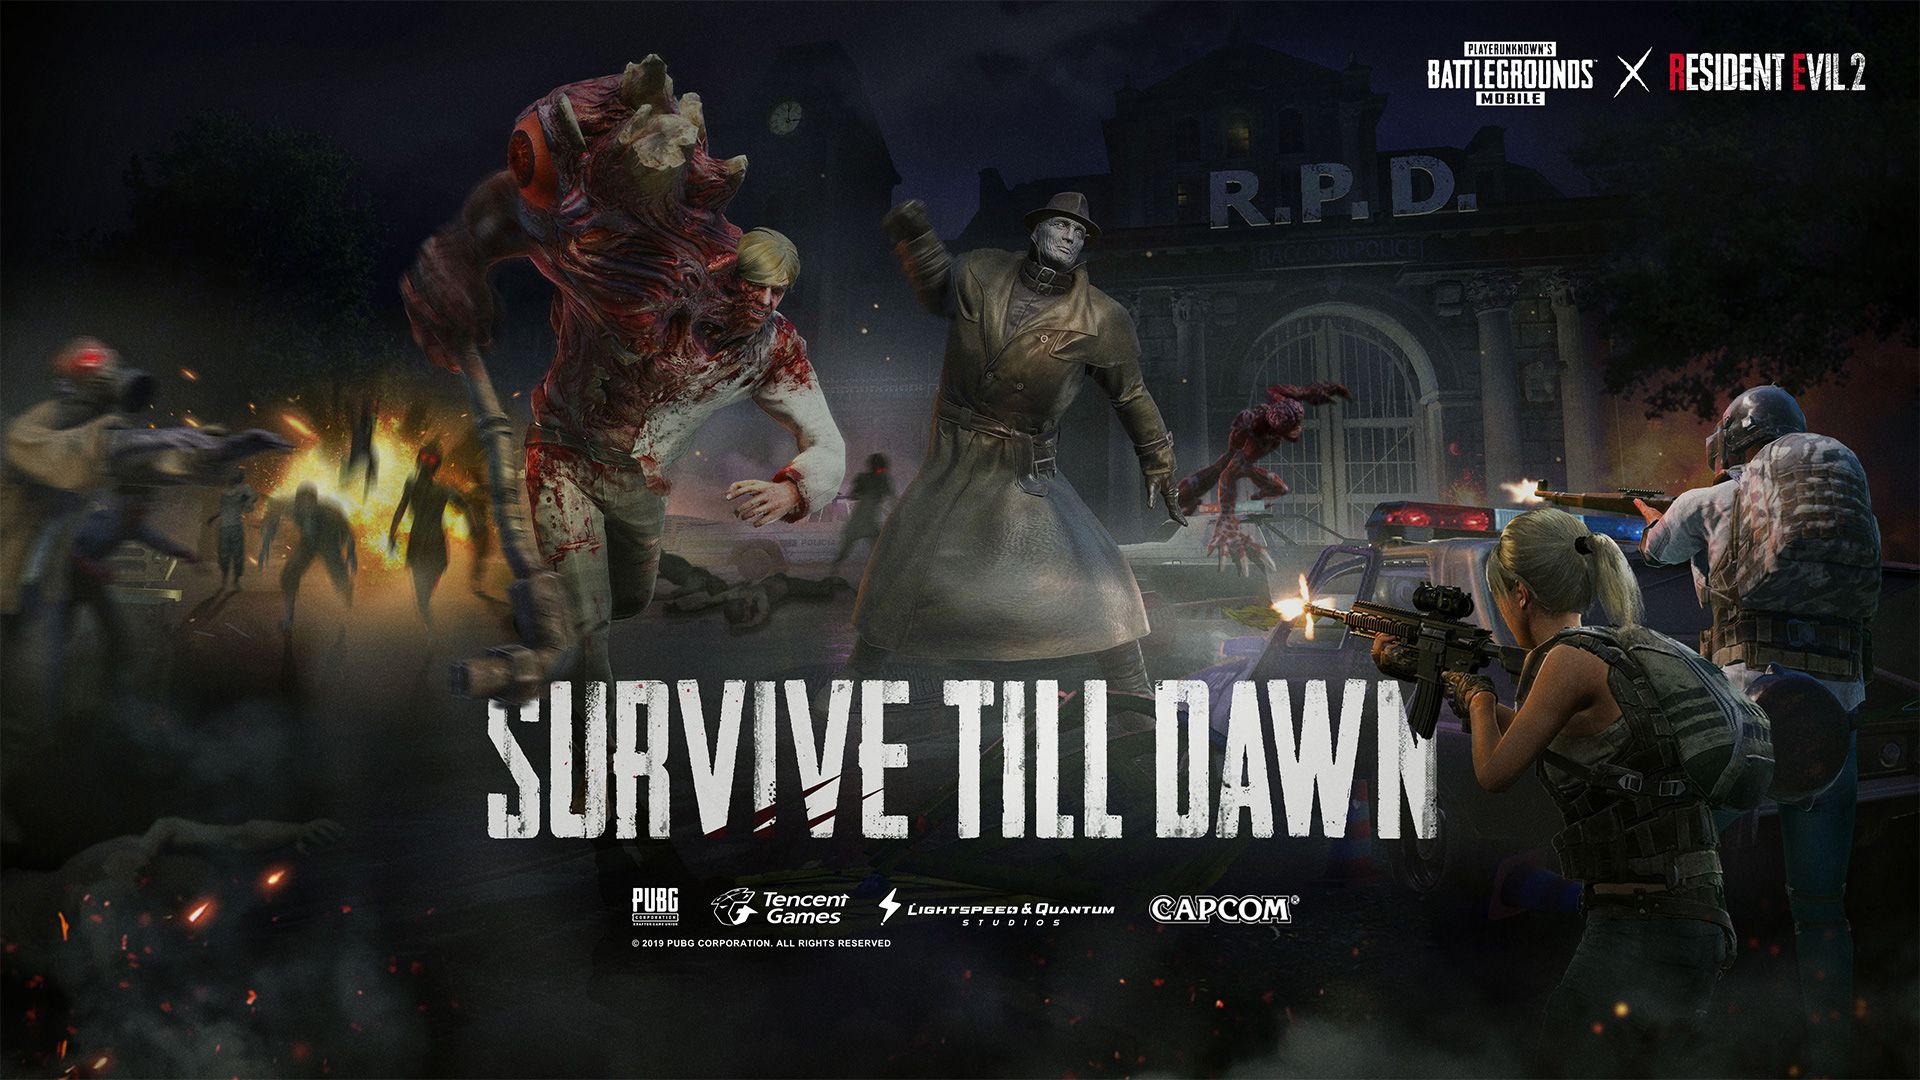 PLAYERUNKNOWN'S
BATTLEGROUNDS
MOBILE
RESIDENT EVIL.2
R.P.D.
RACCOON POLICE
POLICIA
SURVIVE TILL DAWN
PUBG
CORPORATION
Tencent
Games
LIGHTSPEED & QUANTUM
STUDIOS
CAPCOM®
© 2019 PUBG CORPORATION. ALL RIGHTS RESERVED